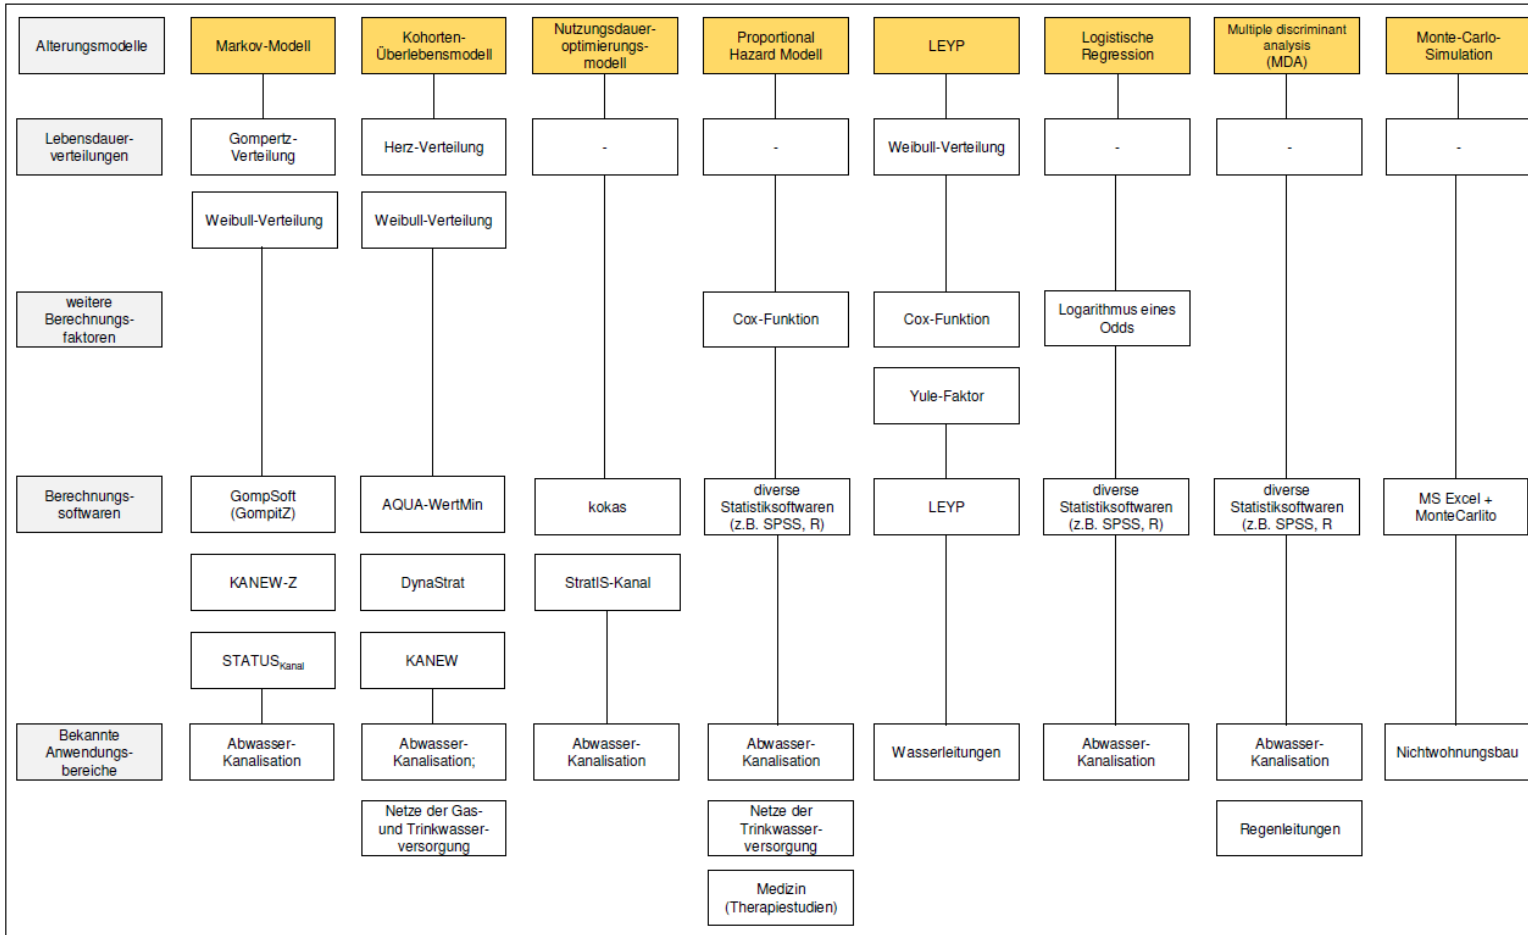 Alterungsmodelle
Markov-Modell
Kohorten-
Überlebensmodell
Nutzungsdauer-
optimierungs-
modell
Proportional
Hazard Modell
LEYP
Logistische
Regression
Multiple discriminant
analysis
(MDA)
Monte-Carlo-
Simulation
Lebensdauer-
verteilungen
Gompertz-
Verteilung
Herz-Verteilung
-
-
Weibull-Verteilung
-
-
-
Weibull-Verteilung
Weibull-Verteilung
weitere
Berechnungs-
faktoren
Cox-Funktion
Cox-Funktion
Logarithmus eines
Odds
Yule-Faktor
Berechnungs-
softwaren
GompSoft
(GompitZ)
AQUA-WertMin
kokas
diverse
Statistiksoftwaren
(z.B. SPSS, R)
LEYP
diverse
Statistiksoftwaren
(z.B. SPSS, R)
diverse
Statistiksoftwaren
(z.B. SPSS, R
MS Excel +
MonteCarlito
KANEW-Z
DynaStrat
StratIS-Kanal
STATUSKanal
KANEW
Bekannte
Anwendungs-
bereiche
Abwasser-
Kanalisation
Abwasser-
Kanalisation;
Abwasser-
Kanalisation
Abwasser-
Kanalisation
Wasserleitungen
Abwasser-
Kanalisation
Abwasser-
Kanalisation
Nichtwohnungsbau
Netze der Gas-
und Trinkwasser-
versorgung
Netze der
Trinkwasser-
versorgung
Regenleitungen
Medizin
(Therapiestudien)